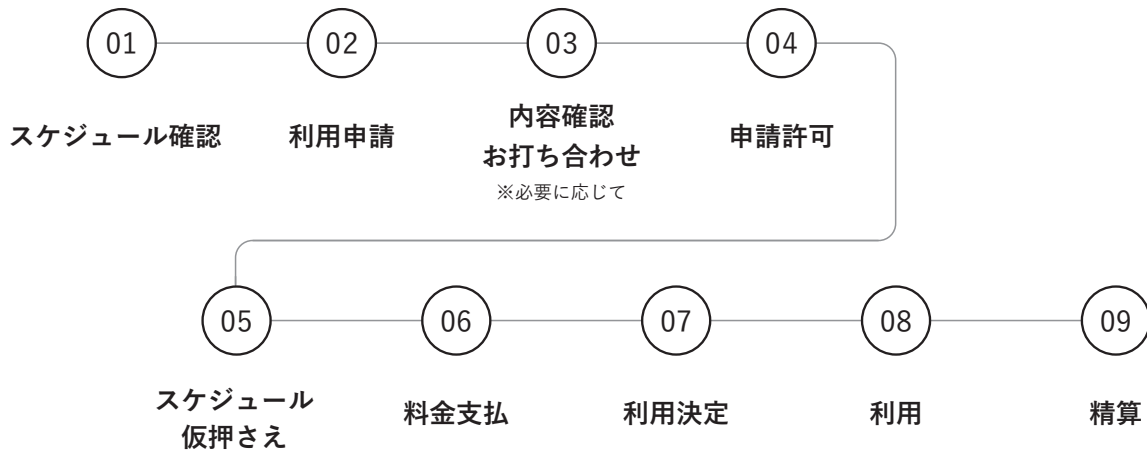 01
02
03
04
スケジュール確認
利用申請
内容確認
お打ち合わせ
※必要に応じて
申請許可
05
06
07
08
09
スケジュール
仮押さえ
料金支払
利用決定
利用
精算